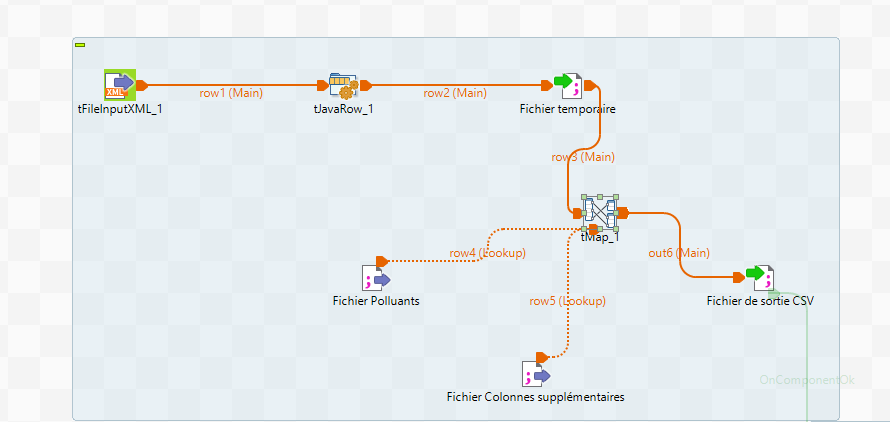 XML
tFileInputXML_1
row1 (Main)
tJavaRow_1
row2 (Main)
Fichier temporaire
row3 (Main)
tMap_1
row4 (Lookup)
out6 (Main)
Fichier Polluants
row5 (Lookup)
Fichier de sortie CSV
OnComponentOk
Fichier Colonnes supplémentaires